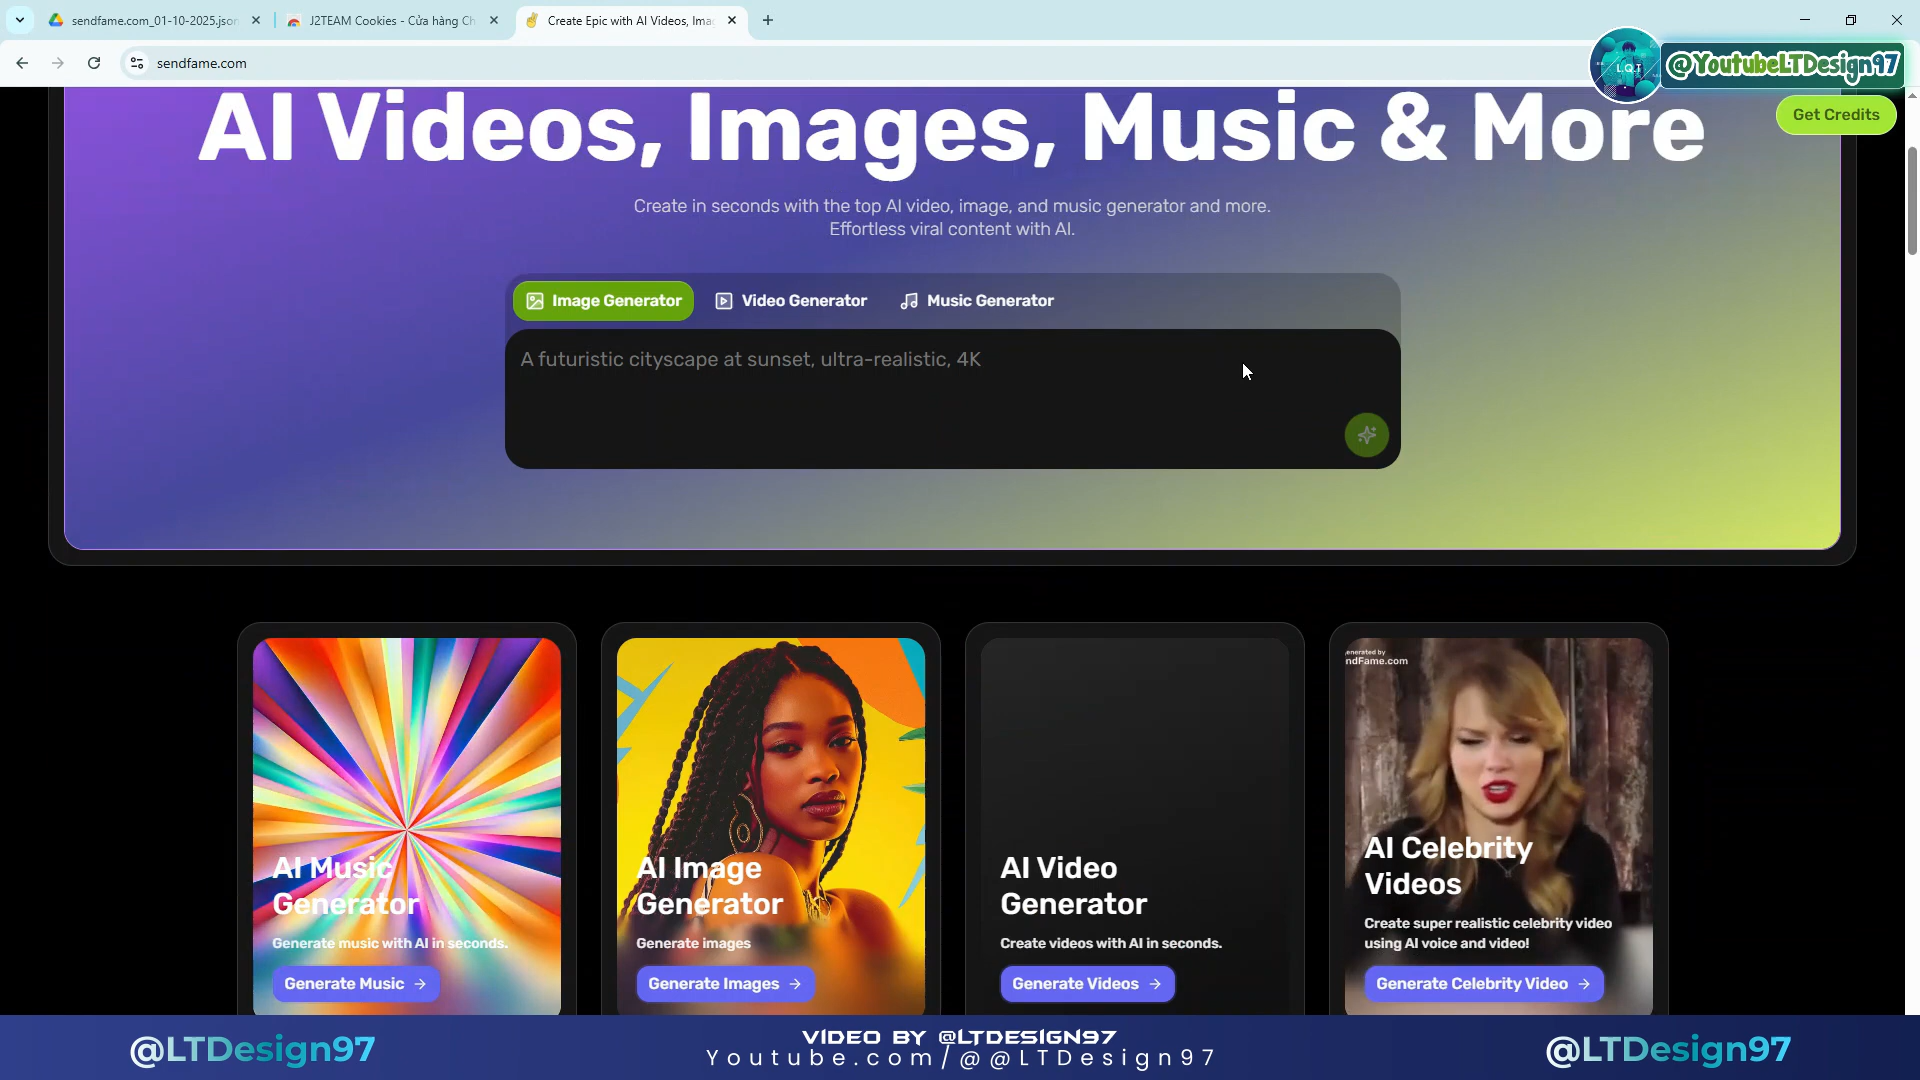 sendfame.com_01-10-2025.json
J2TEAM Cookies - Cửa hàng Ch
Create Epic with AI Videos, Ima
sendfame.com
@YoutubeLTDesign97
L.Q.T
Get Credits
AI Videos, Images, Music & More
Create in seconds with the top AI video, image, and music generator and more.
Effortless viral content with AI.
Image Generator
Video Generator
Music Generator
A futuristic cityscape at sunset, ultra-realistic, 4K
AI Music
Generator
Generate music with AI in seconds.
Generate Music →
AI Image
Generator
Generate images
Generate Images →
AI Video
Generator
Create videos with AI in seconds.
Generate Videos →
enerated by
ndFame.com
AI Celebrity
Videos
Create super realistic celebrity video
using AI voice and video!
Generate Celebrity Video →
@LTDesign97
VIDEO BY @LTDESIGN97
Youtube.com/@@LTDesign97
@LTDesign97